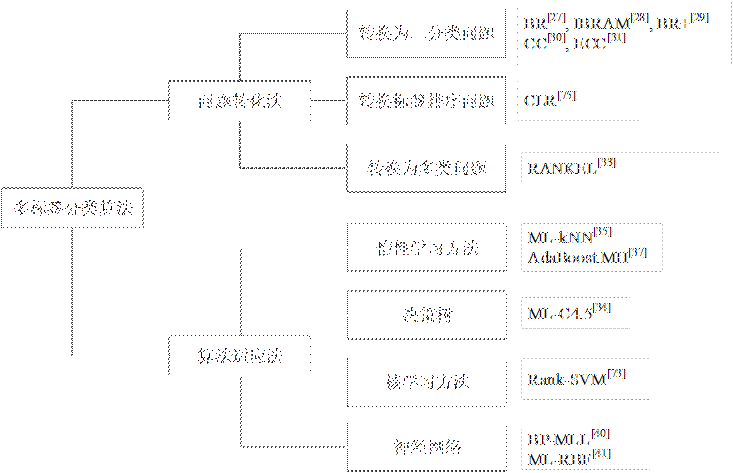 转换为二分类问题
BR[27], IBRAM[28], BR+[29]
CC[30], ECC[31]
问题转化法
转换标签排序问题
CLR[75]
转换为多类问题
RANKEL[33]
多标签分类算法
惰性学习方法
ML-kNN[35]
AdaBoost.MH[37]
决策树
ML-C4.5[34]
算法适应法
核学习方法
Rank-SVM[73]
神经网络
BP-MLL[40]
ML-RBF[41]